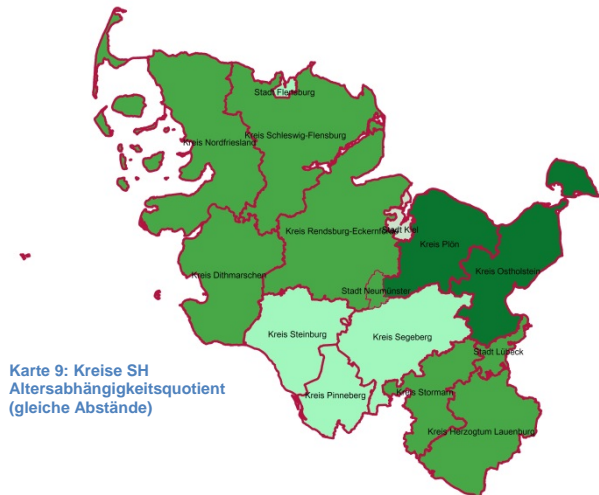 Stadt Flensburg
Kreis Nordfriesland
Kreis Schleswig-Flensburg
Kreis Rendsburg-Eckernförde
Stadt Kiel
Kreis Plön
Kreis Ostholstein
Kreis Dithmarschen
Stadt Neumünster
Kreis Steinburg
Kreis Segeberg
Stadt Lübeck
Kreis Pinneberg
Kreis Stormarn
Kreis Herzogtum Lauenburg
Karte 9: Kreise SH
Altersabhängigkeitsquotient
(gleiche Abstände)